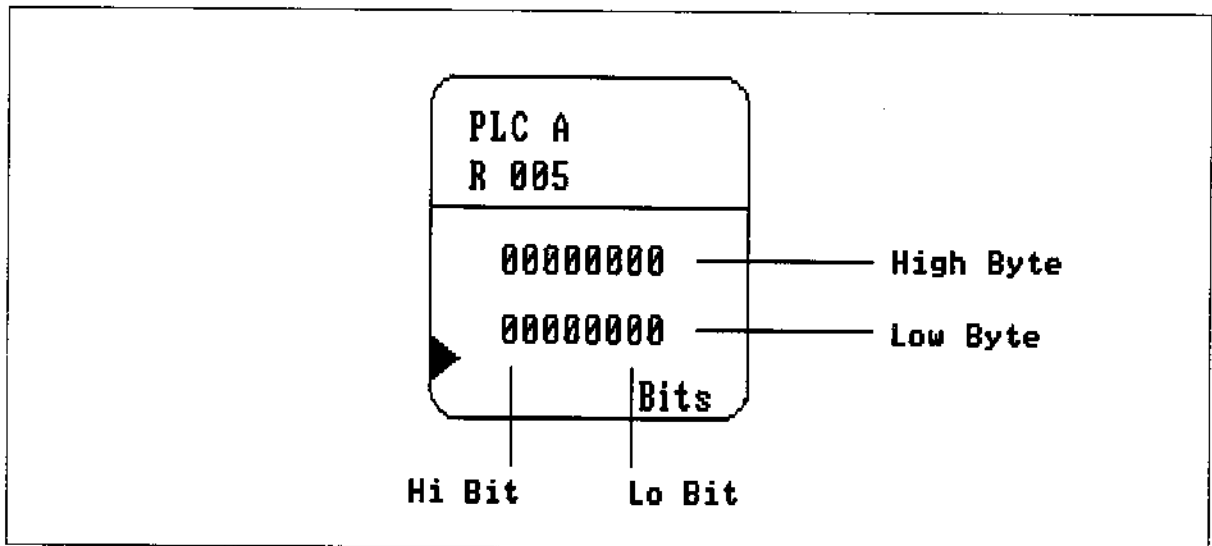 PLC A
R 005
00000000
High Byte
00000000
Low Byte
Bits
Hi Bit
Lo Bit